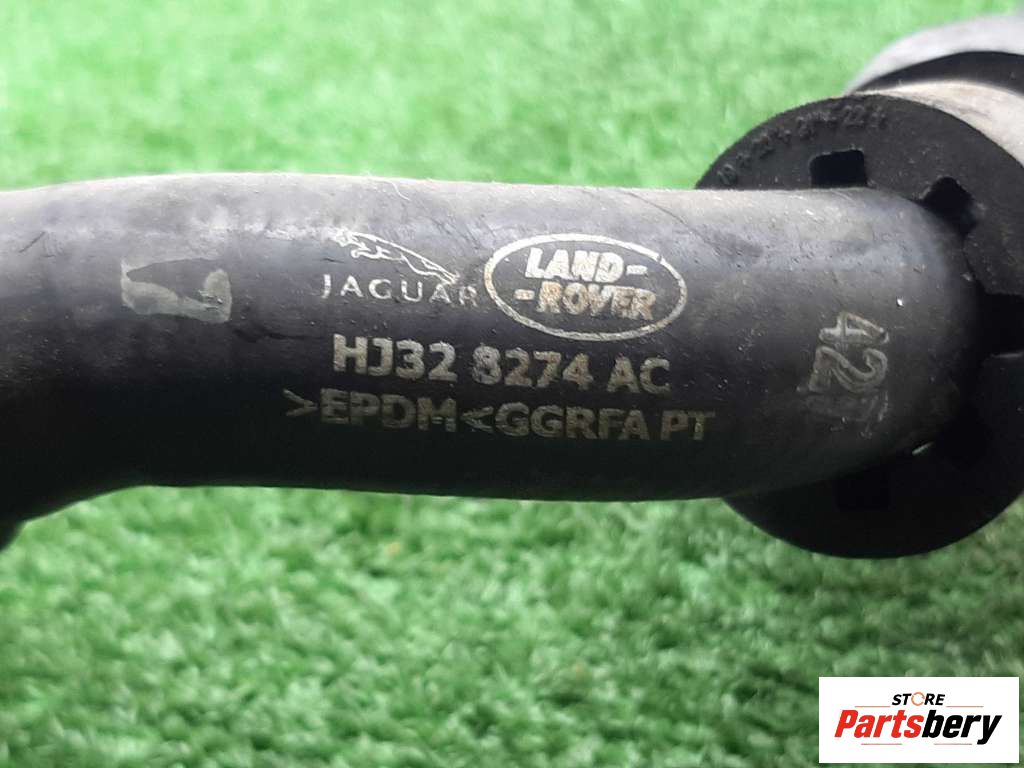 JAGUAR
LAND-
-ROVER
HJ32 8274 AC
>EPDM<GGRFA PT
STORE
Partsbery